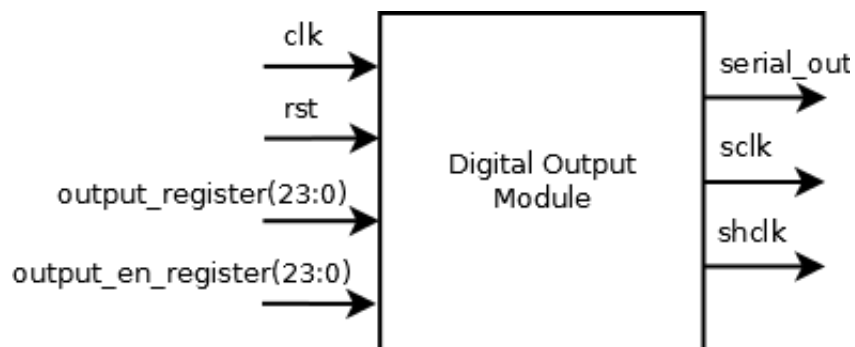 clk
rst
output_register(23:0)
output_en_register(23:0)
Digital Output
Module
serial_out
sclk
shclk